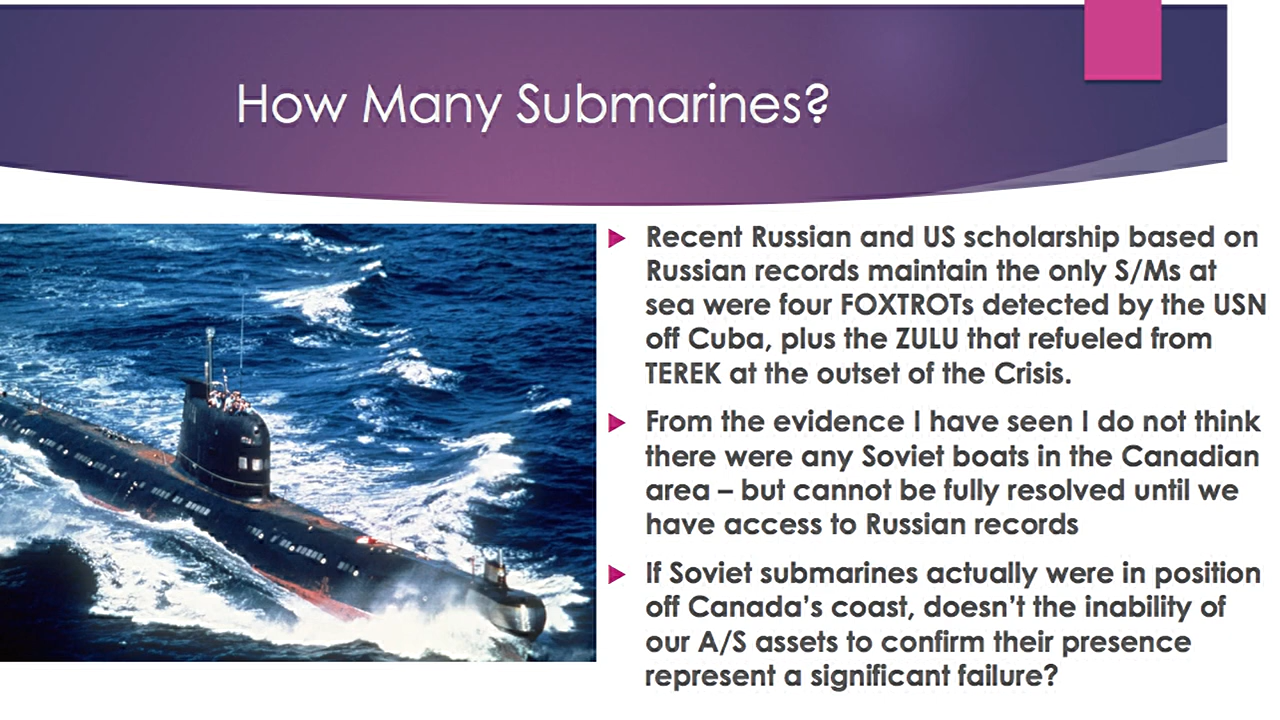 How Many Submarines?
Recent Russian and US scholarship based on
Russian records maintain the only S/Ms at
sea were four FOXTROTs detected by the USN
off Cuba, plus the ZULU that refueled from
TEREK at the outset of the Crisis.
From the evidence I have seen I do not think
there were any Soviet boats in the Canadian
area – but cannot be fully resolved until we
have access to Russian records
If Soviet submarines actually were in position
off Canada's coast, doesn't the inability of
our A/S assets to confirm their presence
represent a significant failure?